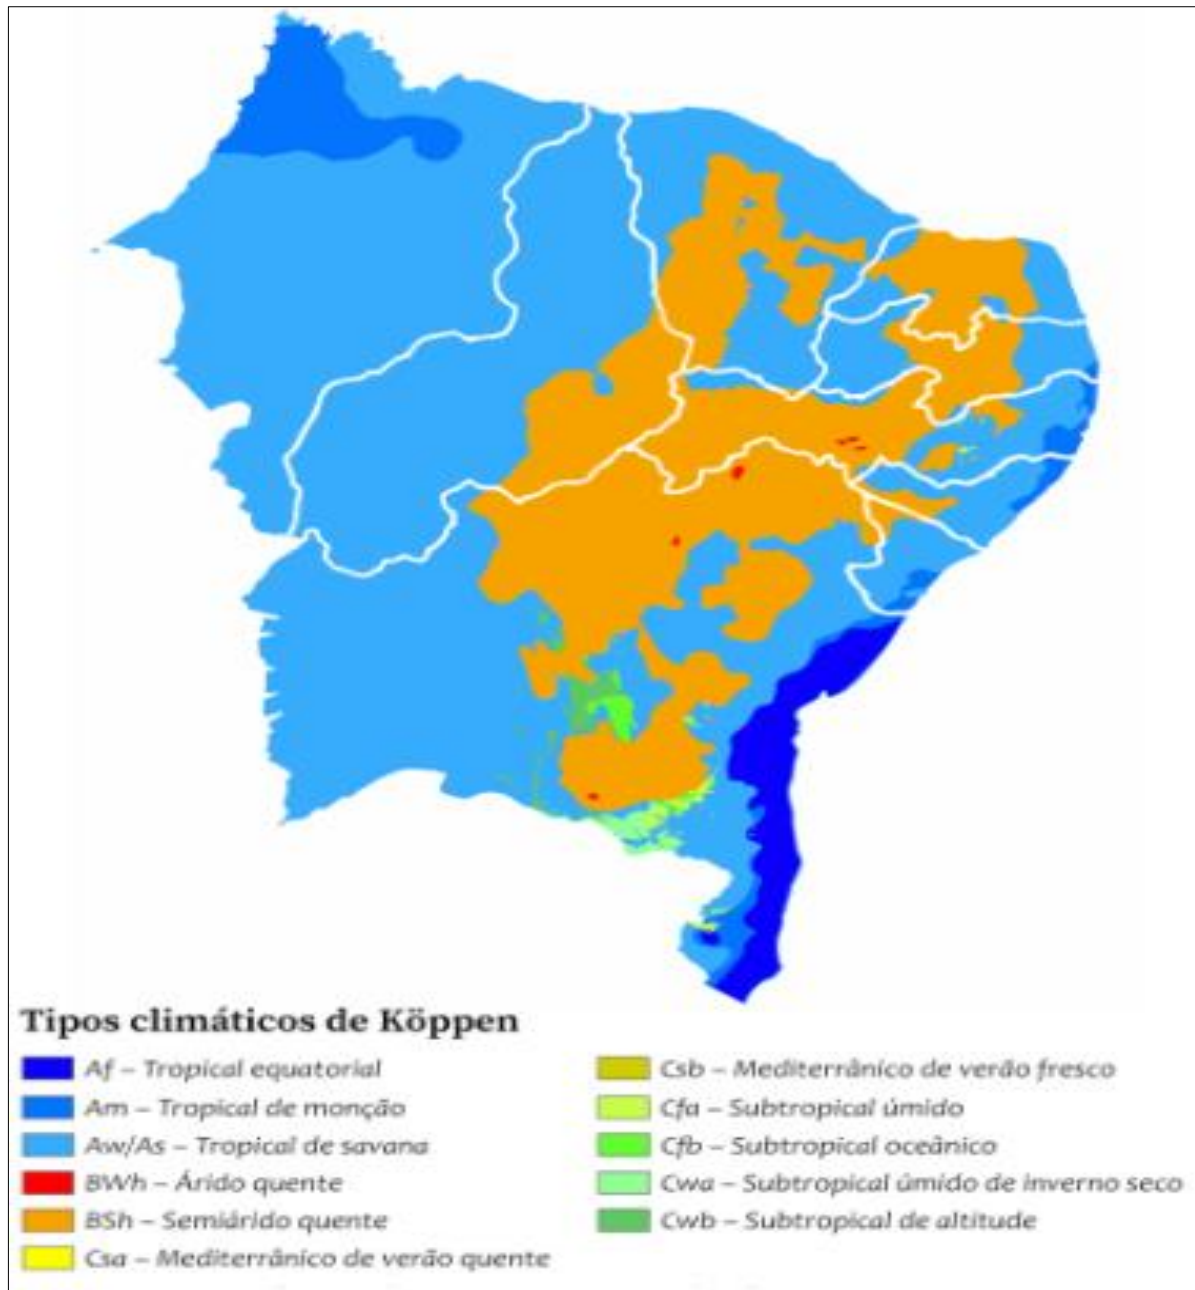 Tipos climáticos de Köppen
Af – Tropical equatorial
Am – Tropical de monção
Aw/As – Tropical de savana
BWh – Árido quente
BSh – Semiárido quente
Csa – Mediterrânico de verão quente
Csb – Mediterrânico de verão fresco
Cfa – Subtropical úmido
Cfb – Subtropical oceânico
Cwa – Subtropical úmido de inverno seco
Cwb – Subtropical de altitude